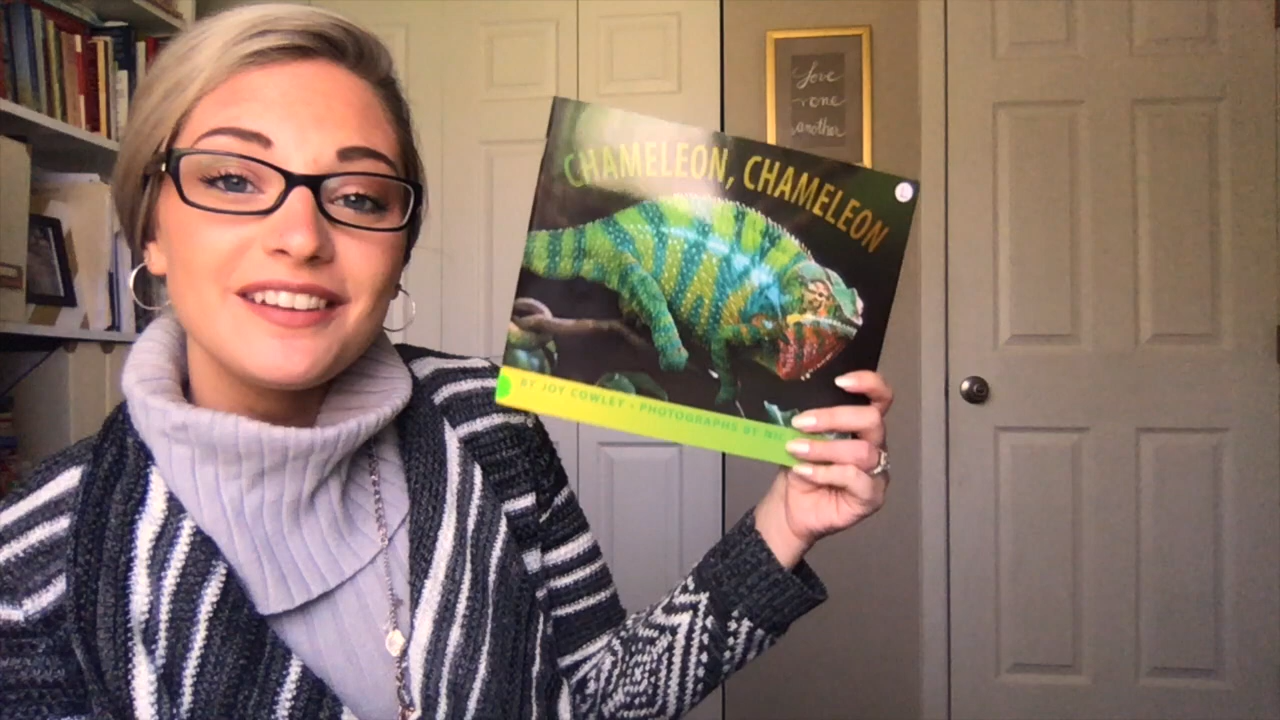 Love
one
another
CHAMELEON, CHAMELEON
L
BY JOY COWLEY • PHOTOGRAPHS BY NIC